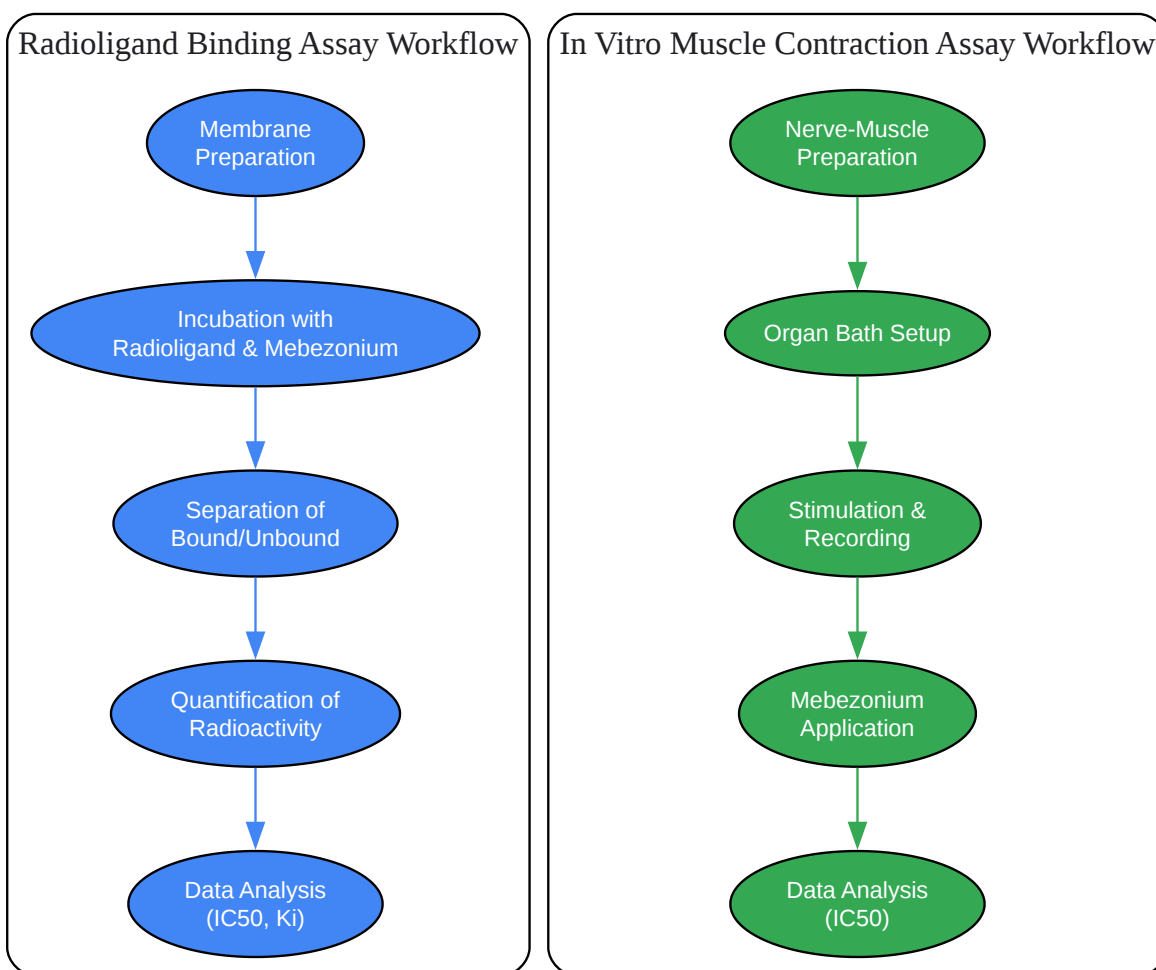 Radioligand Binding Assay Workflow
Membrane
Preparation
Incubation with
Radioligand & Mebezonium
Separation of
Bound/Unbound
Quantification of
Radioactivity
Data Analysis
(IC50, Ki)
In Vitro Muscle Contraction Assay Workflow
Nerve-Muscle
Preparation
Organ Bath Setup
Stimulation &
Recording
Mebezonium
Application
Data Analysis
(IC50)